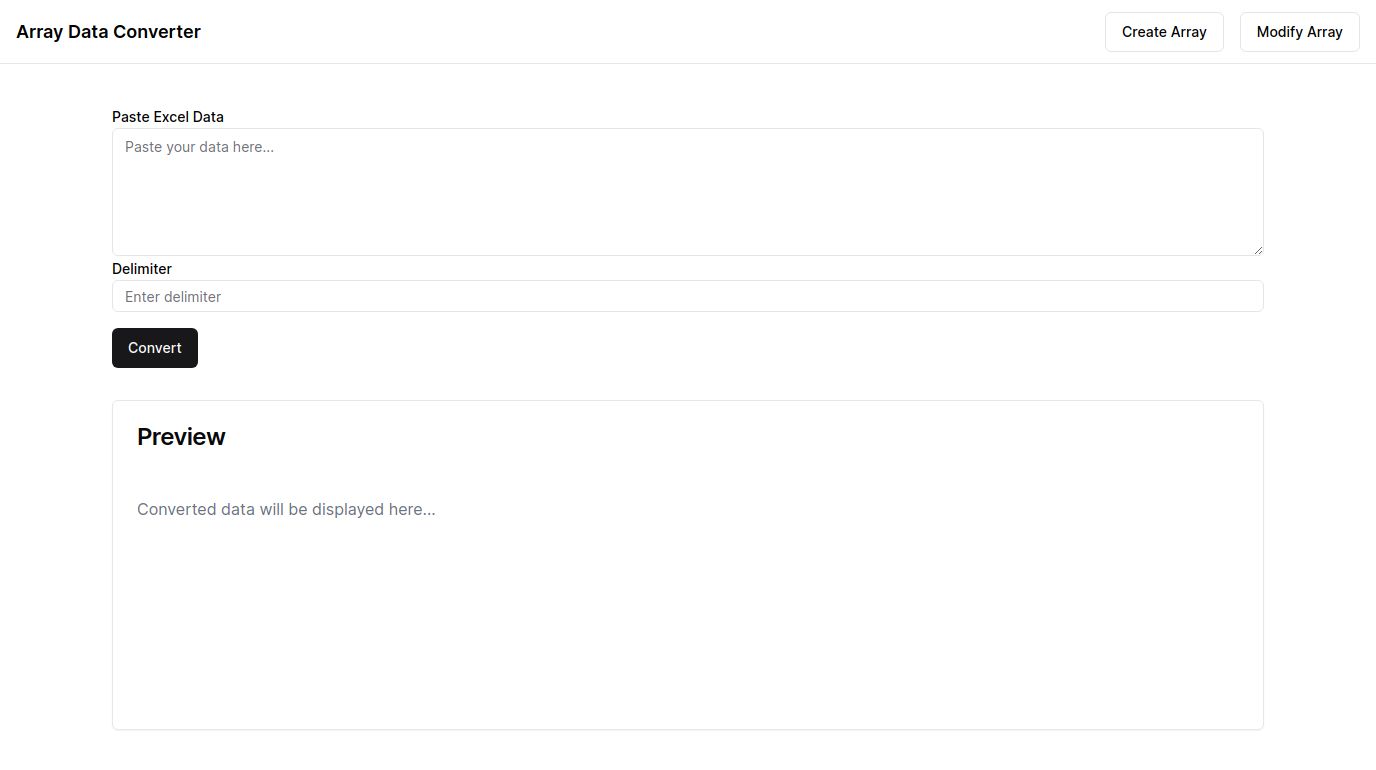 Array Data Converter
Create Array
Modify Array
Paste Excel Data
Paste your data here...
Delimiter
Enter delimiter
Convert
Preview
Converted data will be displayed here...